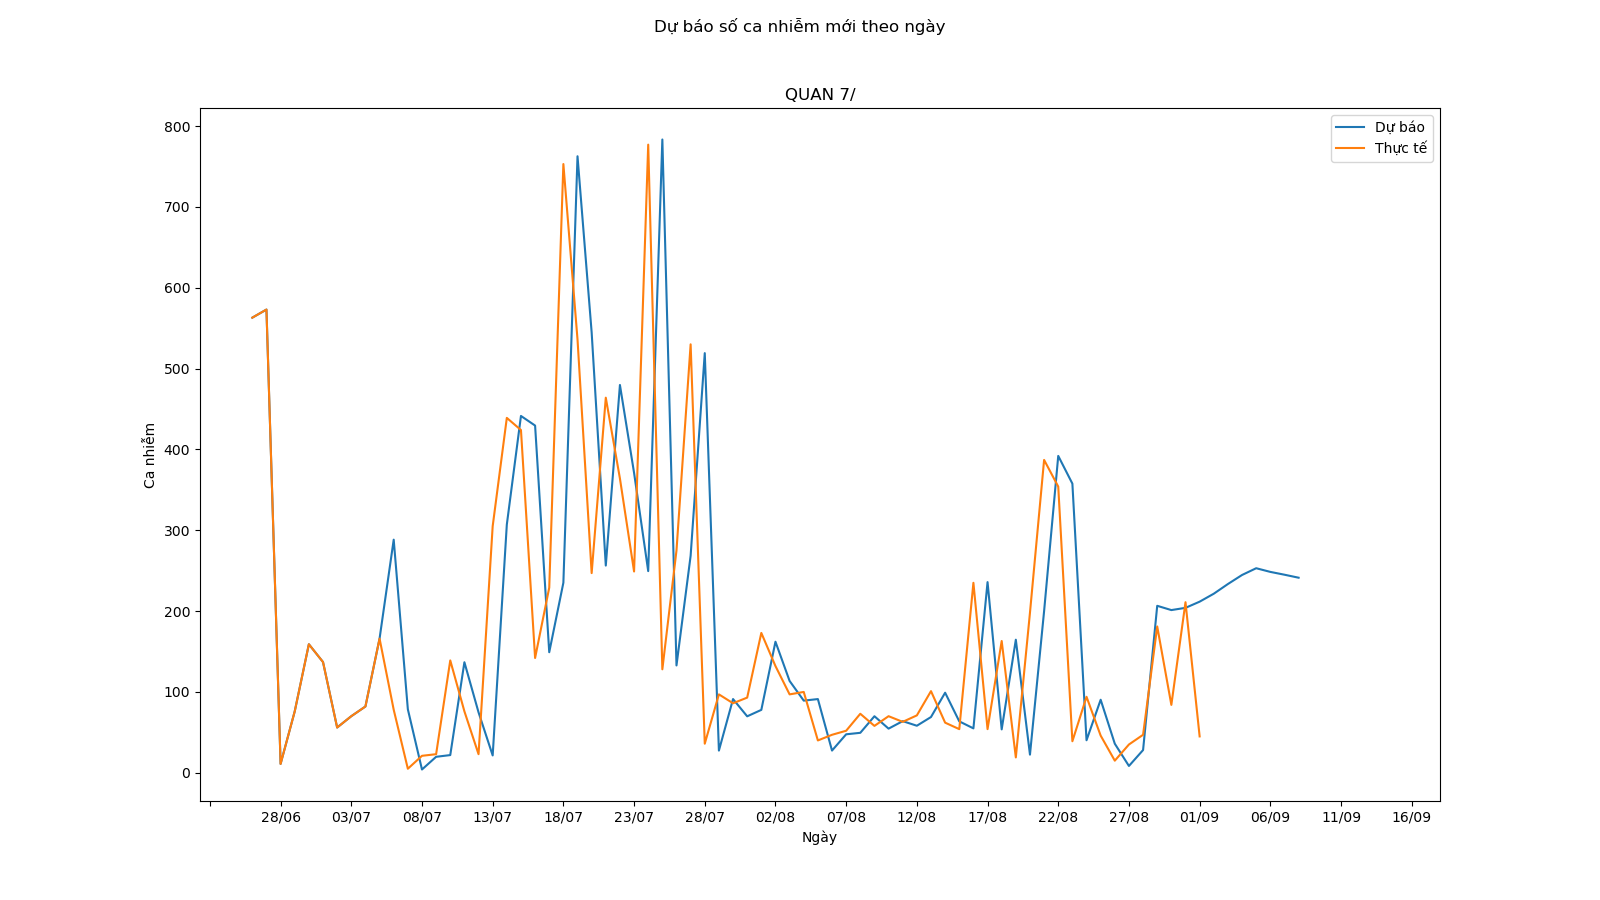 Dự báo số ca nhiễm mới theo ngày
QUAN 7/
Dự báo
Thực tế
800
700
600
500
400
300
200
100
0
Ca nhiễm
28/06 03/07 08/07 13/07 18/07 23/07 28/07 02/08 07/08 12/08 17/08 22/08 27/08 01/09 06/09 11/09 16/09
Ngày